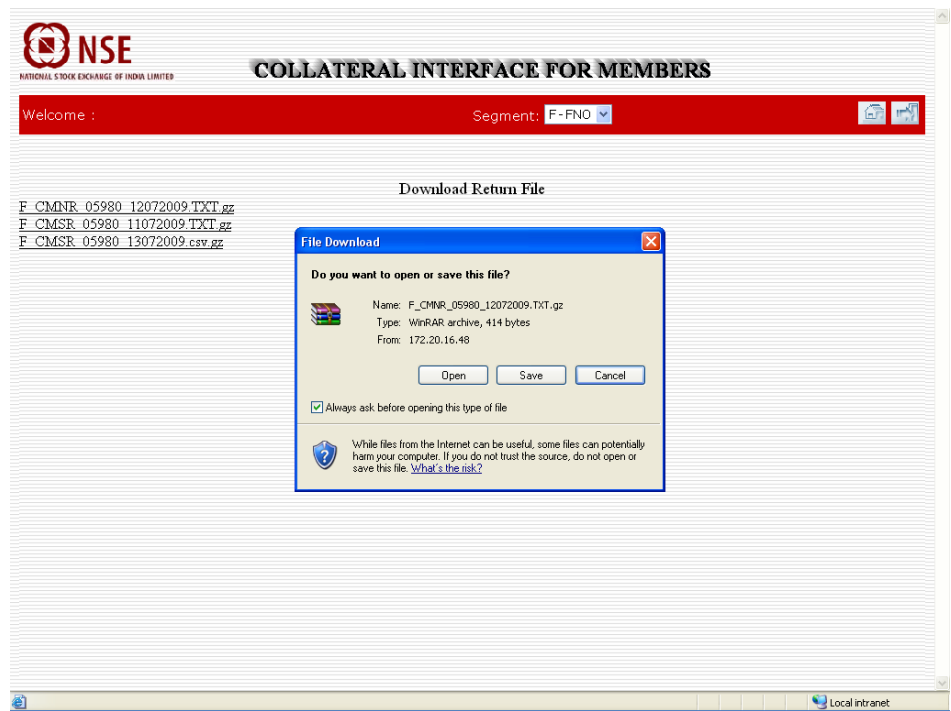 NSE
NATIONAL STOCK EXCHANGE OF INDIA LIMITED
COLLATERAL INTERFACE FOR MEMBERS
Welcome :
Segment: F-FNO
Download Return File
F_CMNR_05980_12072009.TXT.gz
F_CMSR_05980_11072009.TXT.gz
F_CMSR_05980_13072009.csv.gz
File Download
Do you want to open or save this file?
Name: F_CMNR_05980_12072009.TXT.gz
Type: WinRAR archive, 414 bytes
From: 172.20.16.48
Open Save Cancel
Always ask before opening this type of file
While files from the Internet can be useful, some files can potentially
harm your computer. If you do not trust the source, do not open or
save this file. What's the risk?
Local intranet